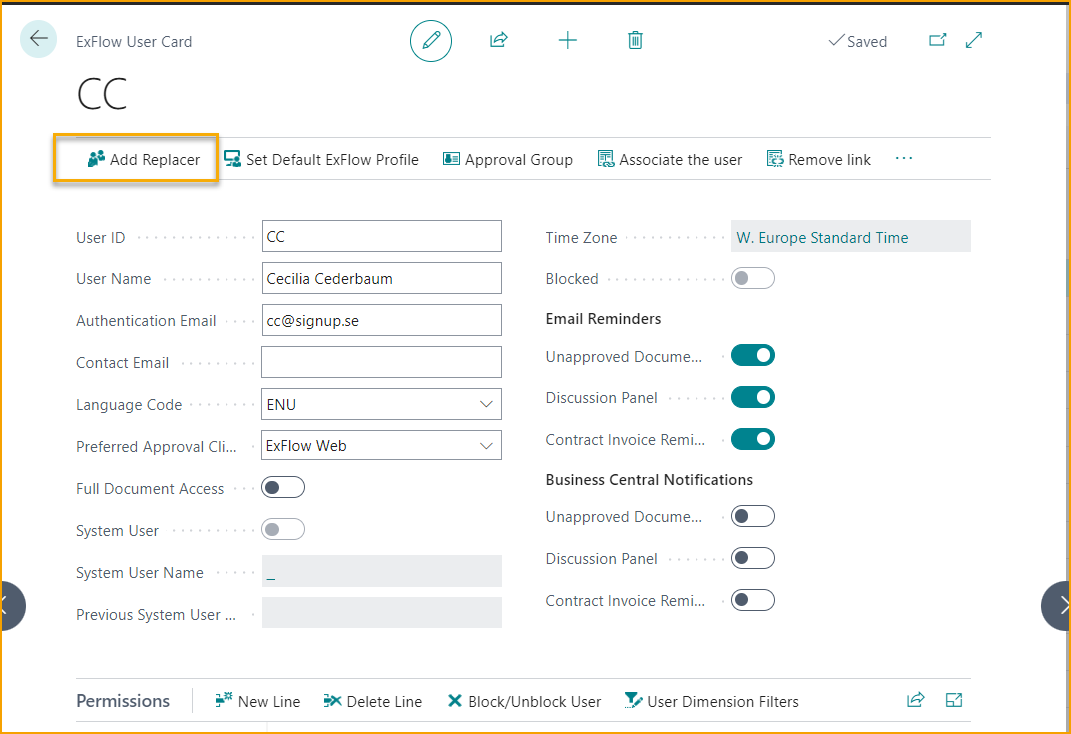 ExFlow User Card
Saved
CC
Add Replacer
Set Default ExFlow Profile
Approval Group
Associate the user
Remove link
User ID
CC
User Name
Cecilia Cederbaum
Authentication Email
cc@signup.se
Contact Email
Language Code
ENU
Preferred Approval Cli...
ExFlow Web
Full Document Access
System User
System User Name
_
Previous System User ...
Time Zone
W. Europe Standard Time
Blocked
Email Reminders
Unapproved Docume...
Discussion Panel
Contract Invoice Remi...
Business Central Notifications
Unapproved Docume...
Discussion Panel
Contract Invoice Remi...
Permissions
New Line
Delete Line
Block/Unblock User
User Dimension Filters